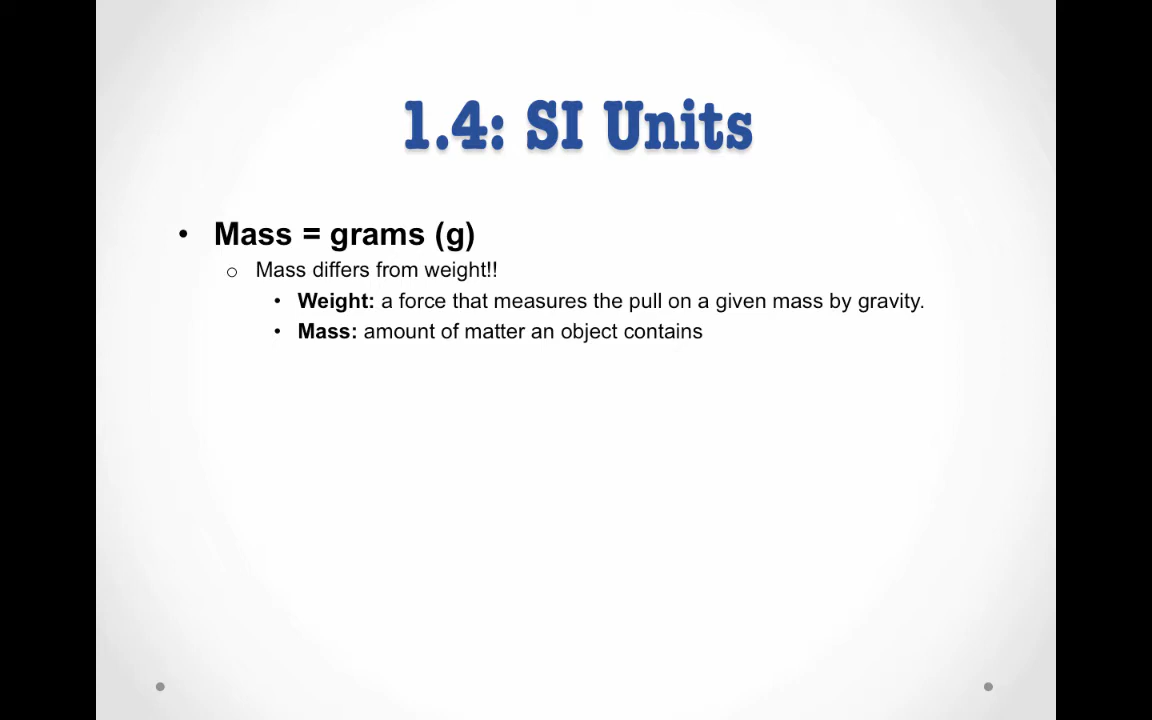 1.4: SI Units
• Mass = grams (g)
o Mass differs from weight!!
• Weight: a force that measures the pull on a given mass by gravity.
• Mass: amount of matter an object contains